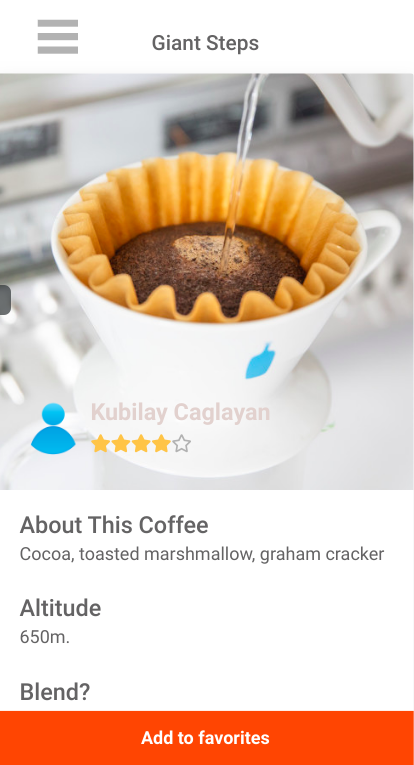 Giant Steps
Kubilay Caglayan
About This Coffee
Cocoa, toasted marshmallow, graham cracker
Altitude
650m.
Blend?
Add to favorites